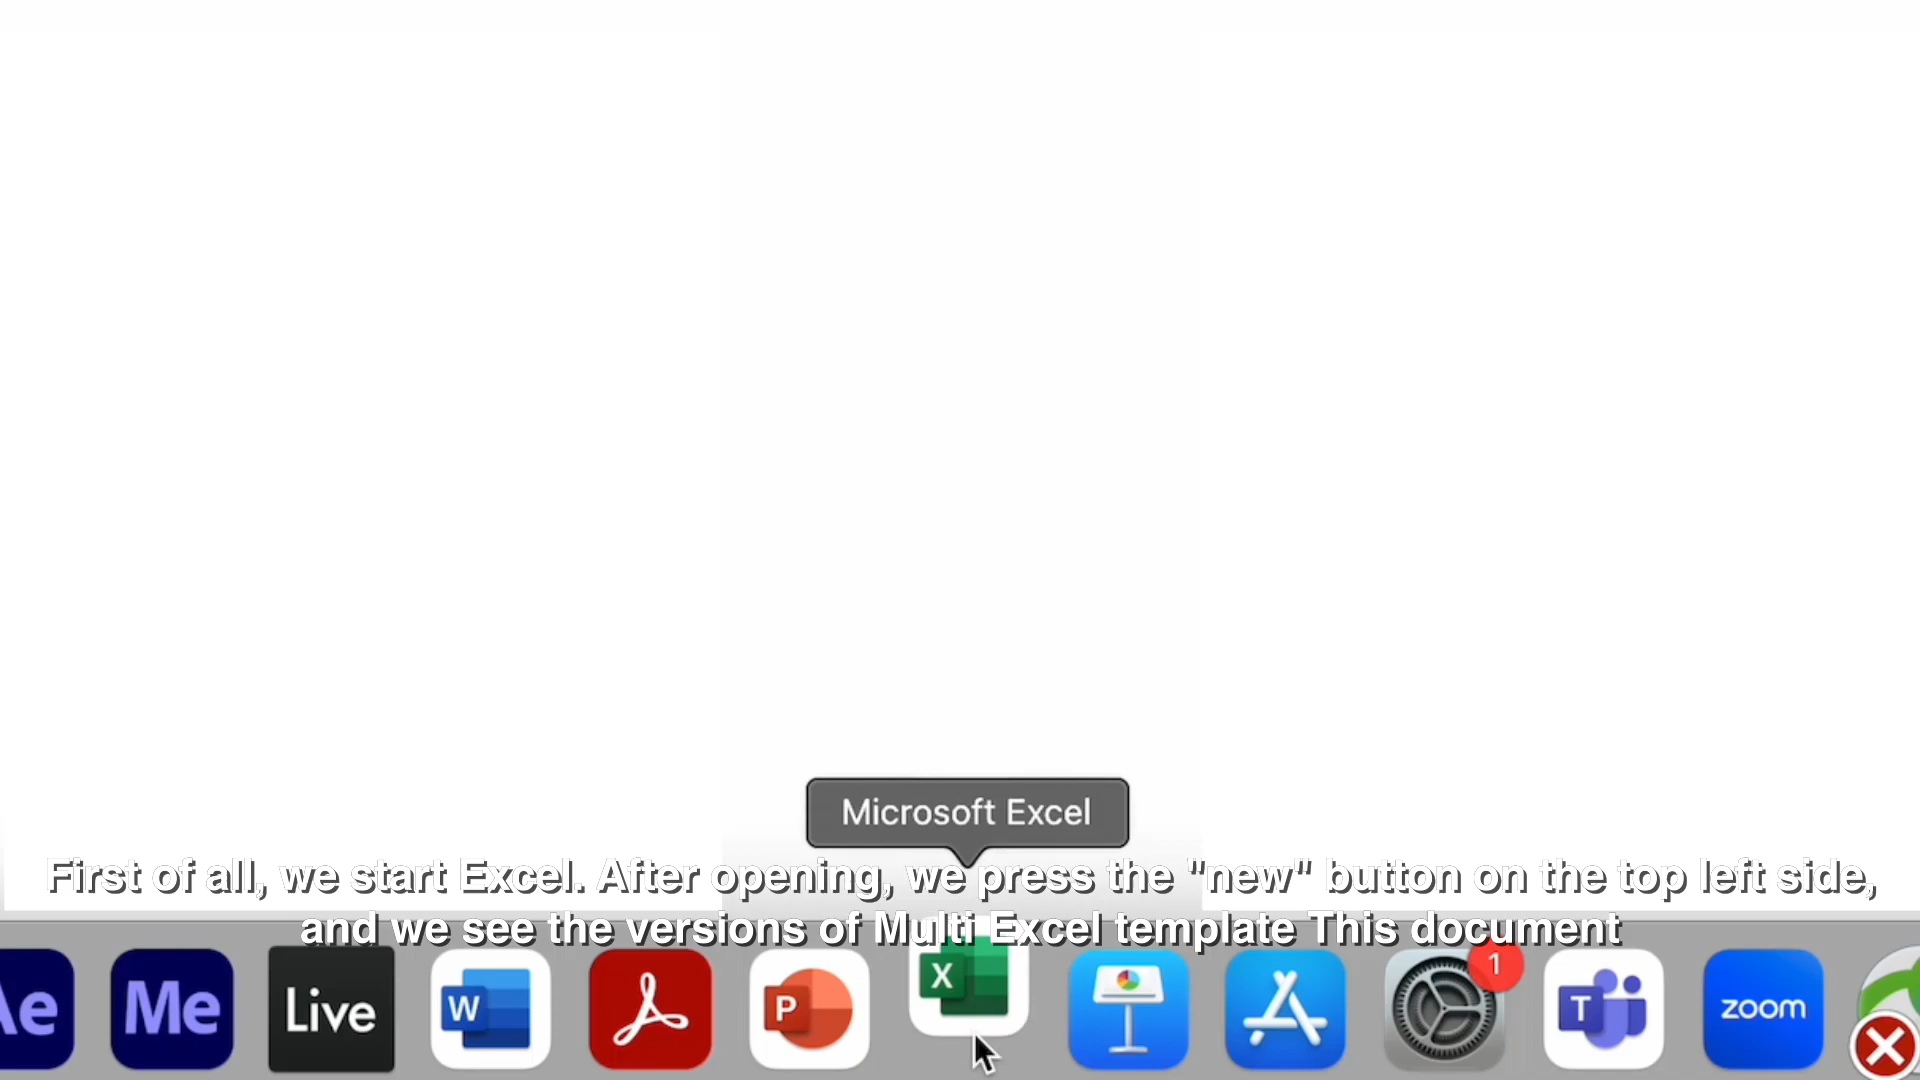 Microsoft Excel
First of all, we start Excel. After opening, we press the "new" button on the top left side,
and we see the versions of Multi Excel template This document
Ae
Me
Live
W
P
X
1
T
zoom